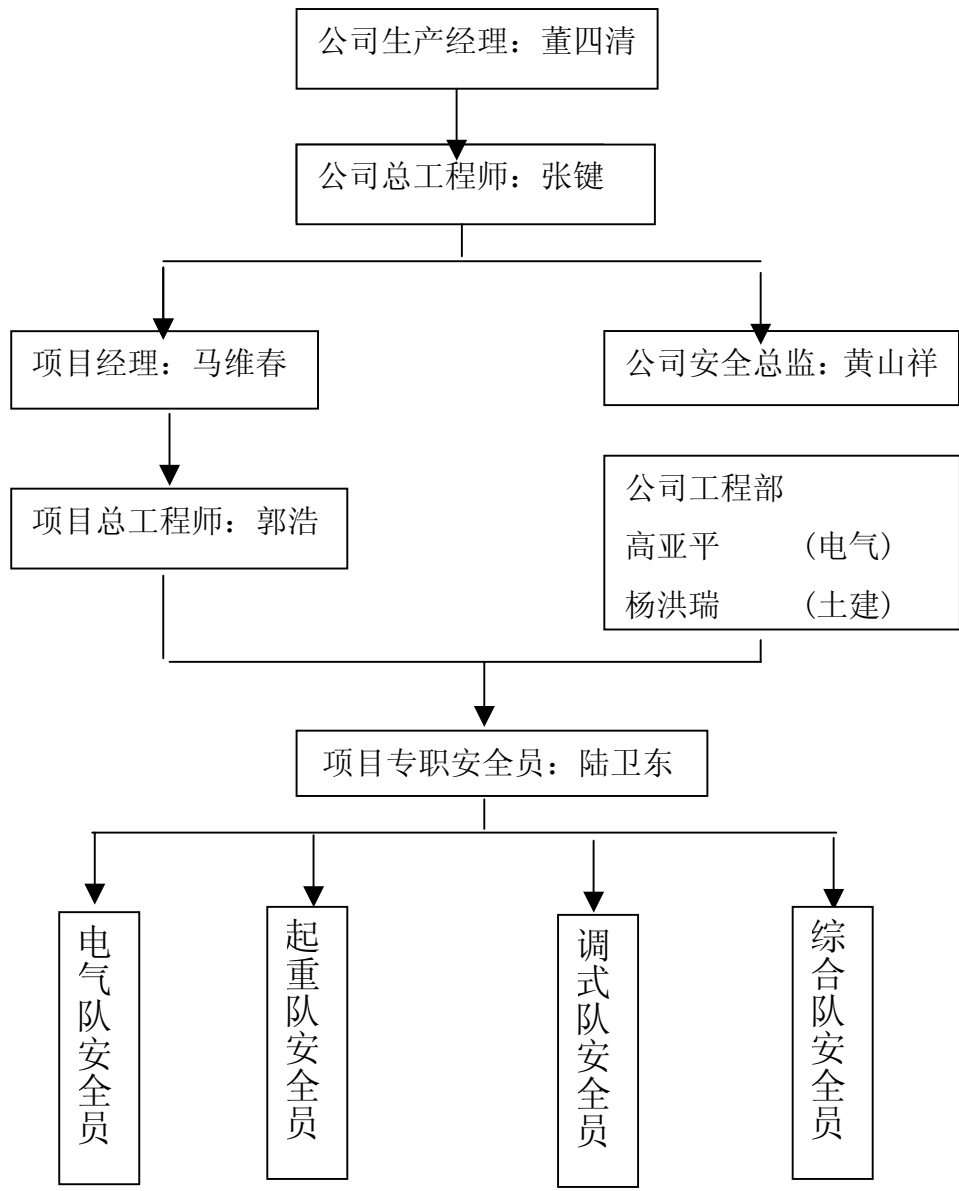 公司生产经理：董四清
公司总工程师：张键
项目经理：马维春
公司安全总监：黄山祥
项目总工程师：郭浩
公司工程部
高亚平 （电气）
杨洪瑞 （土建）
项目专职安全员：陆卫东
电气队安全员
起重队安全员
调式队安全员
综合队安全员